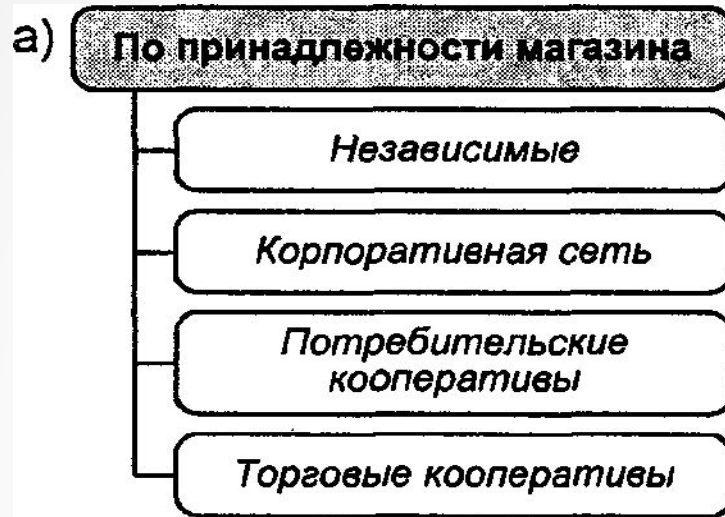 а) По принадлежности магазина
Независимые
Корпоративная сеть
Потребительские
кооперативы
Торговые кооперативы